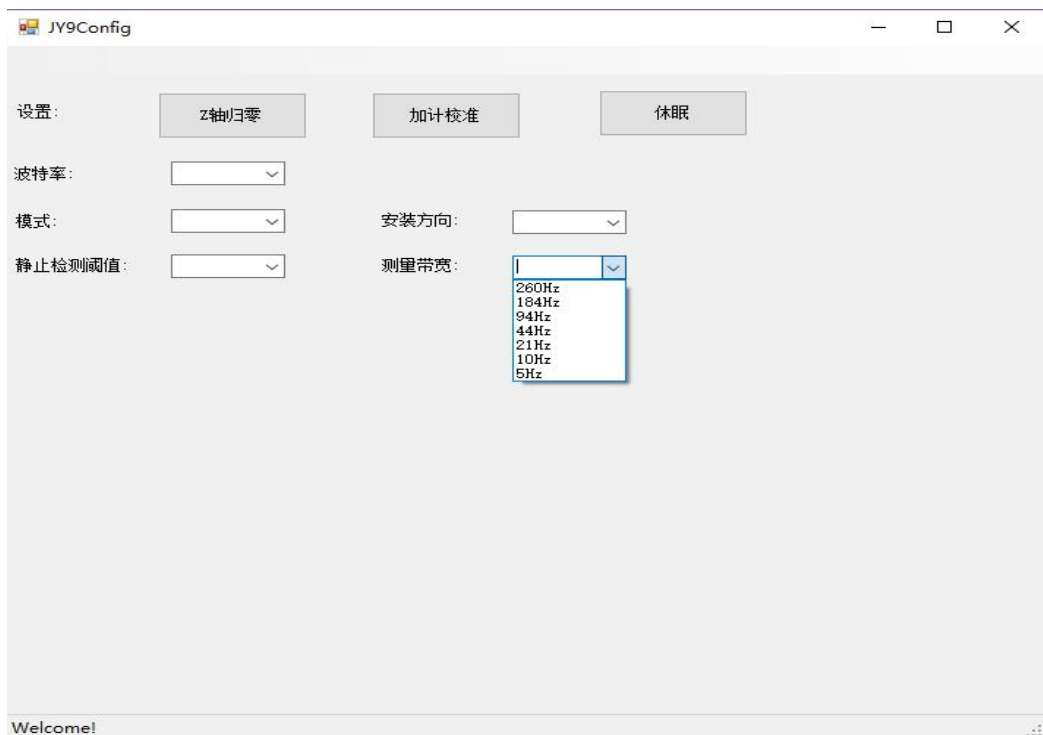 JY9Config
设置:
Z轴归零
加计校准
休眠
波特率:
模式:
安装方向:
静止检测阈值:
测量带宽:
260Hz
184Hz
94Hz
44Hz
21Hz
10Hz
5Hz
Welcome!